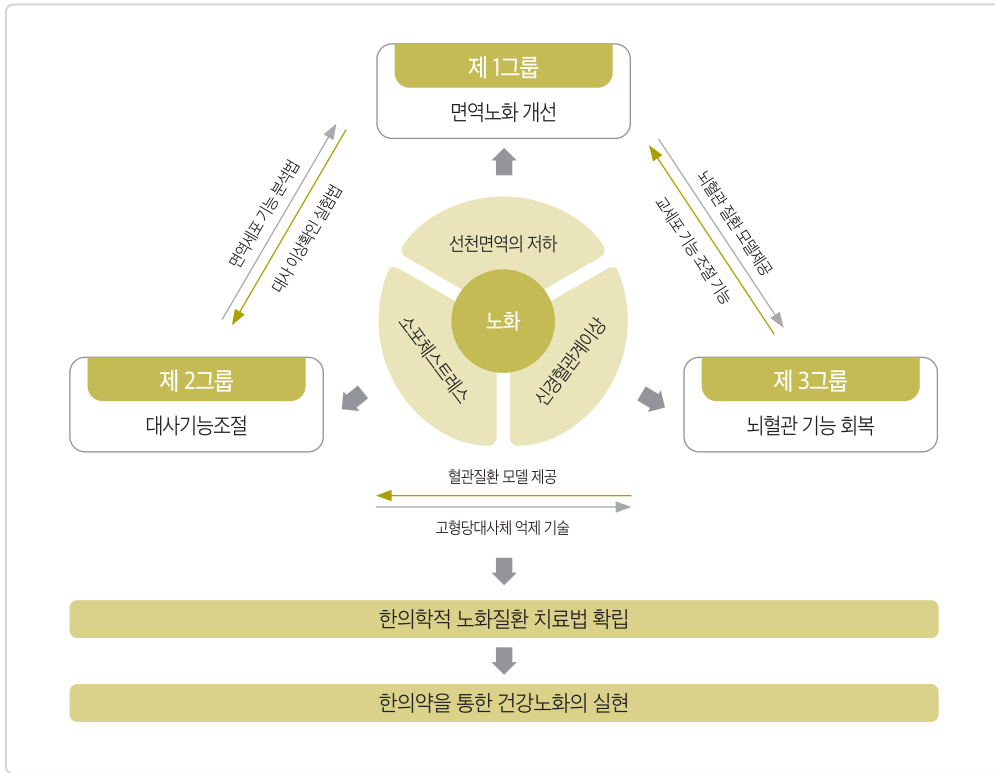 제 1그룹
면역노화 개선
면역세포 기능 분석법
대사 이상확인 실험법
뇌혈관 질환 모델제공
교세포 기능 조절 기능
선천면역의 저하
노화
소포체스트레스
신경혈관계이상
제 2그룹
대사기능조절
제 3그룹
뇌혈관 기능 회복
혈관질환 모델 제공
고형당대사체 억제 기술
한의학적 노화질환 치료법 확립
한의약을 통한 건강노화의 실현